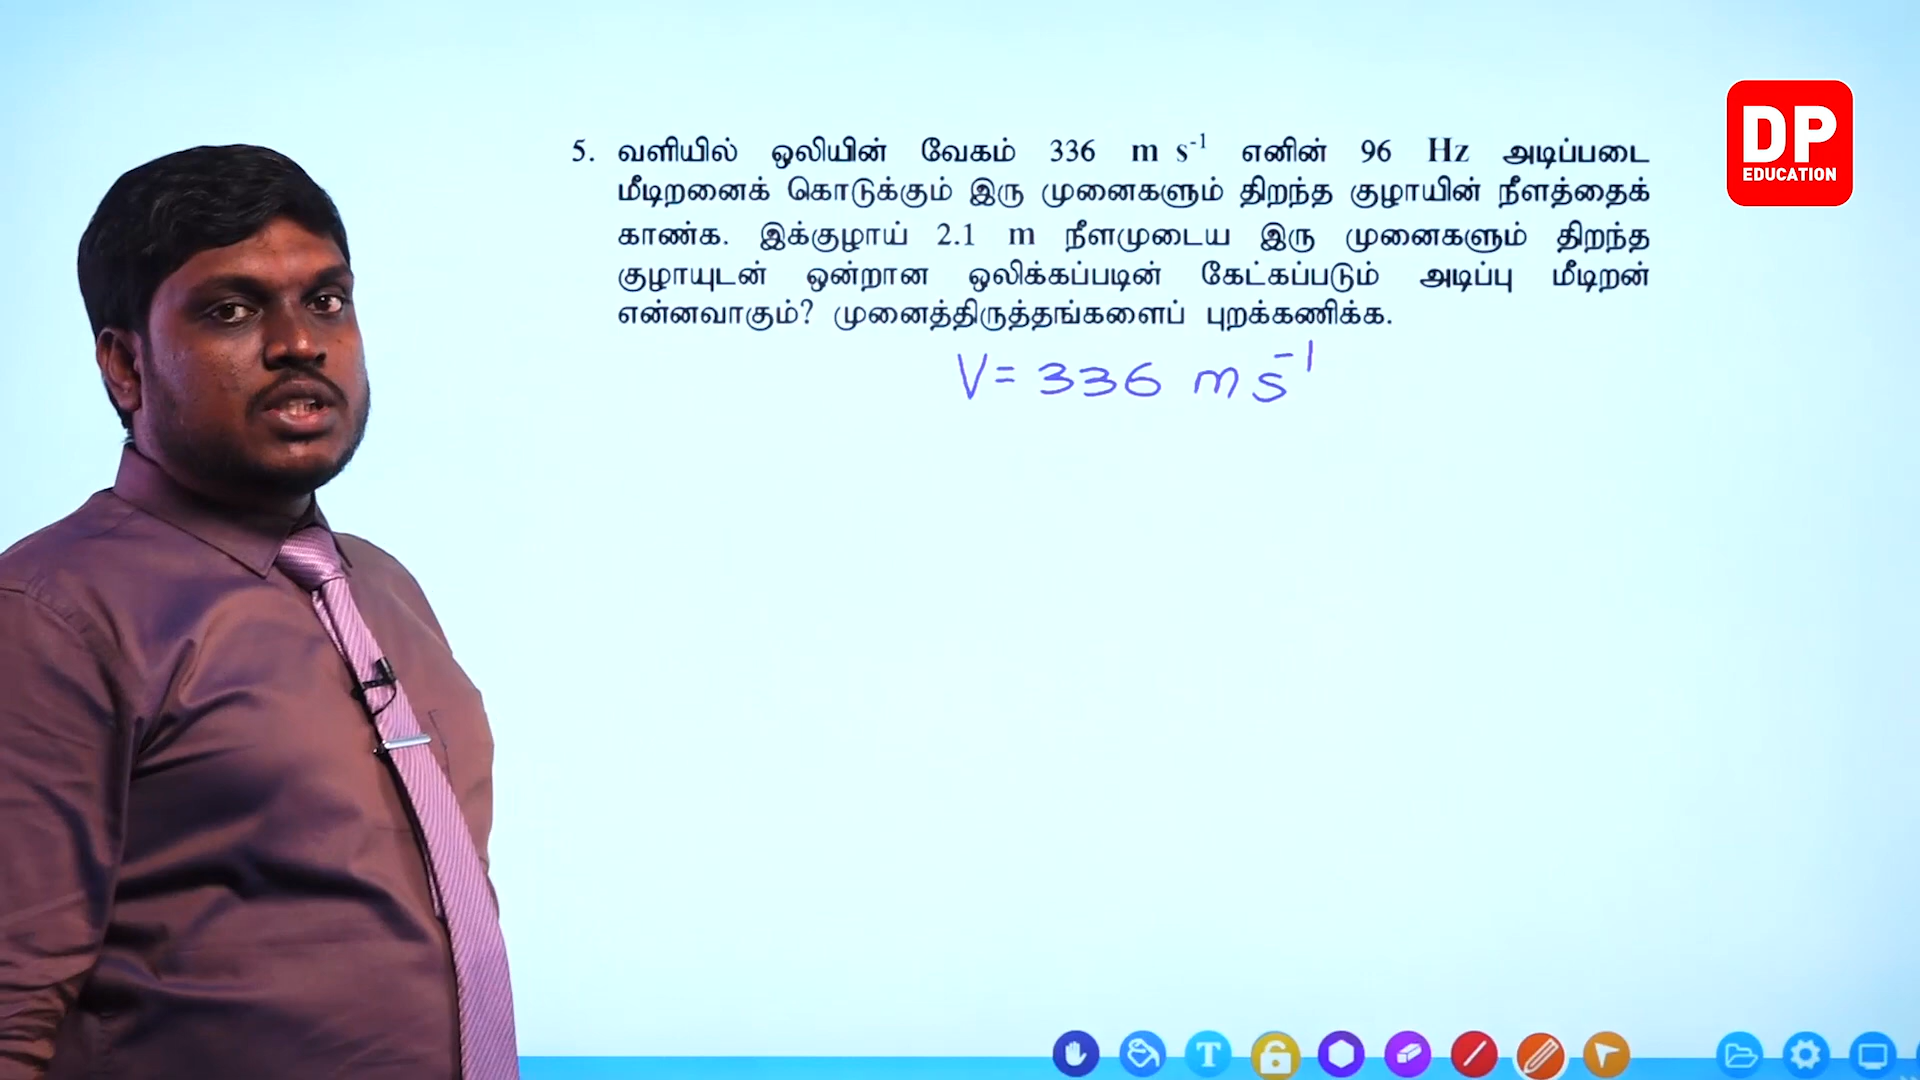 DP
EDUCATION
5. வளியில் ஒலியின் வேகம் 336 m s⁻¹ எனின் 96 Hz அடிப்படை
மீடிறனைக் கொடுக்கும் இரு முனைகளும் திறந்த குழாயின் நீளத்தைக்
காண்க. இக்குழாய் 2.1 m நீளமுடைய இரு முனைகளும் திறந்த
குழாயுடன் ஒன்றான ஒலிக்கப்படின் கேட்கப்படும் அடிப்பு மீடிறன்
என்னவாகும்? முனைத்திருத்தங்களைப் புறக்கணிக்க.
V = 336 m s⁻¹
T